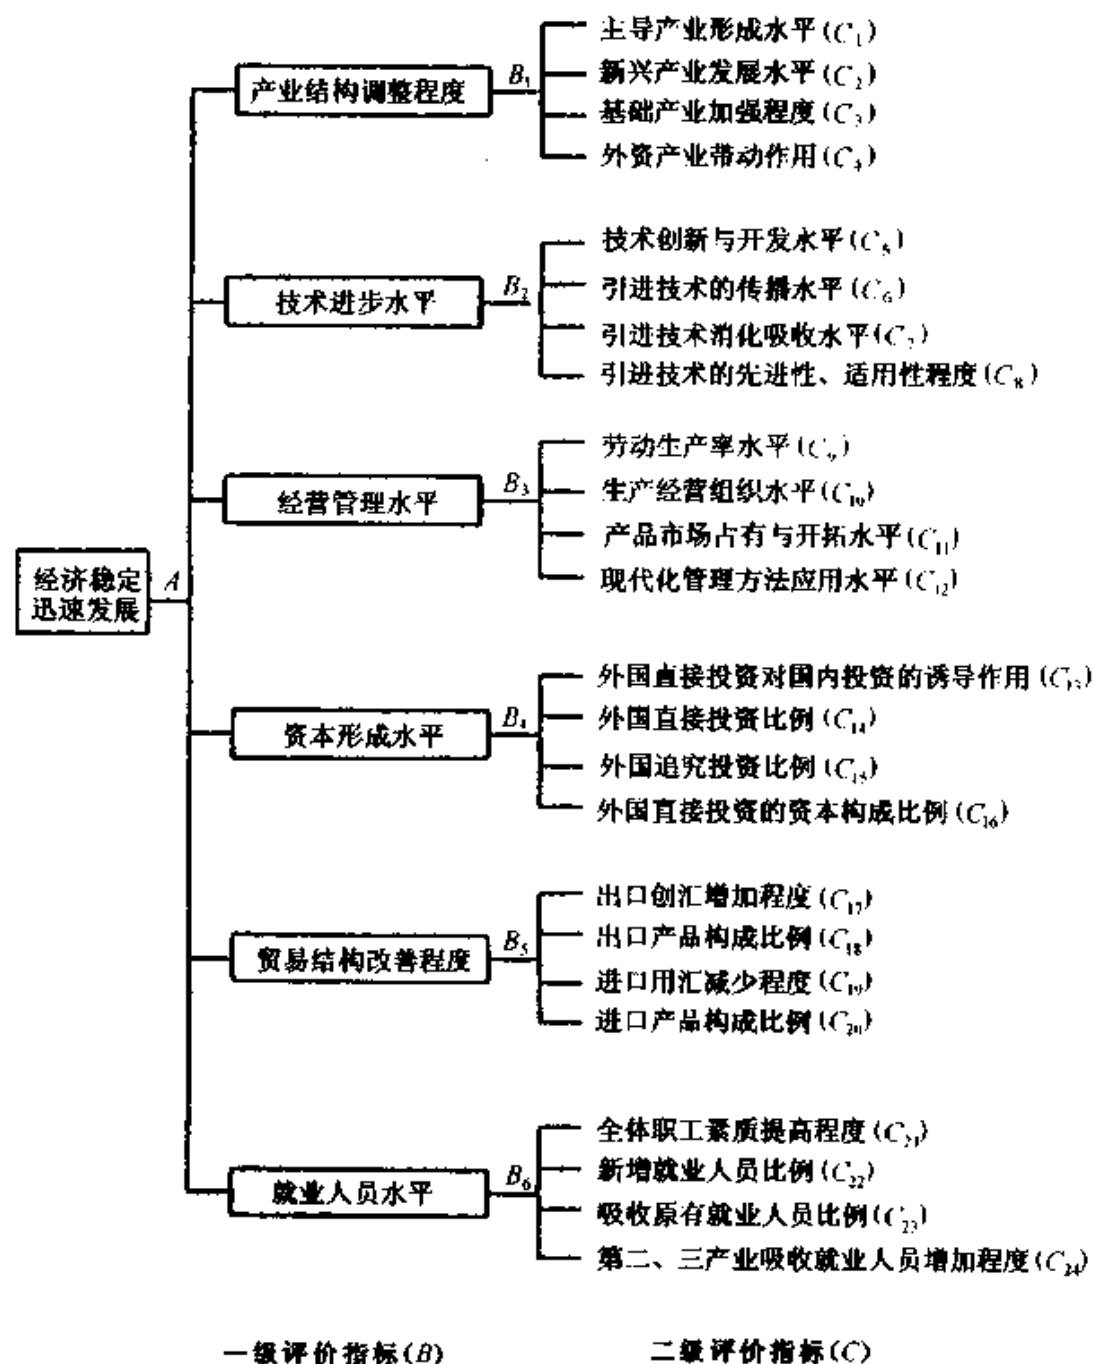 主导产业形成水平(C₁)
产业结构调整程度 B₁ 新兴产业发展水平(C₂)
基础产业加强程度(C₃)
外资产业带动作用(C₄)
技术创新与开发水平(C₅)
技术进步水平 B₂ 引进技术的传播水平(C₆)
引进技术消化吸收水平(C₇)
引进技术的先进性、适用性程度(C₈)
劳动生产率水平(C₉)
经营管理水平 B₃ 生产经营组织水平(C₁₀)
产品市场占有与开拓水平(C₁₁)
经济稳定
迅速发展 A
现代化管理方法应用水平(C₁₂)
外国直接投资对国内投资的诱导作用(C₁₃)
资本形成水平 B₄ 外国直接投资比例(C₁₄)
外国追究投资比例(C₁₅)
外国直接投资的资本构成比例(C₁₆)
出口创汇增加程度(C₁₇)
贸易结构改善程度 B₅ 出口产品构成比例(C₁₈)
进口用汇减少程度(C₁₉)
进口产品构成比例(C₂₀)
全体职工素质提高程度(C₂₁)
就业人员水平 B₆ 新增就业人员比例(C₂₂)
吸收原有就业人员比例(C₂₃)
第二、三产业吸收就业人员增加程度(C₂₄)
一级评价指标(B) 二级评价指标(C)